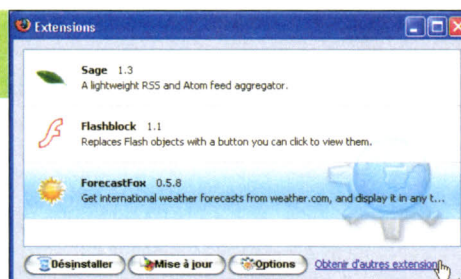 Extensions
Sage 1.3
A lightweight RSS and Atom feed aggregator.
Flashblock 1.1
Replaces Flash objects with a button you can click to view them.
ForecastFox 0.5.8
Get international weather forecasts from weather.com, and display it in any t...
Désinstaller Mise à jour Options Obtenir d'autres extension